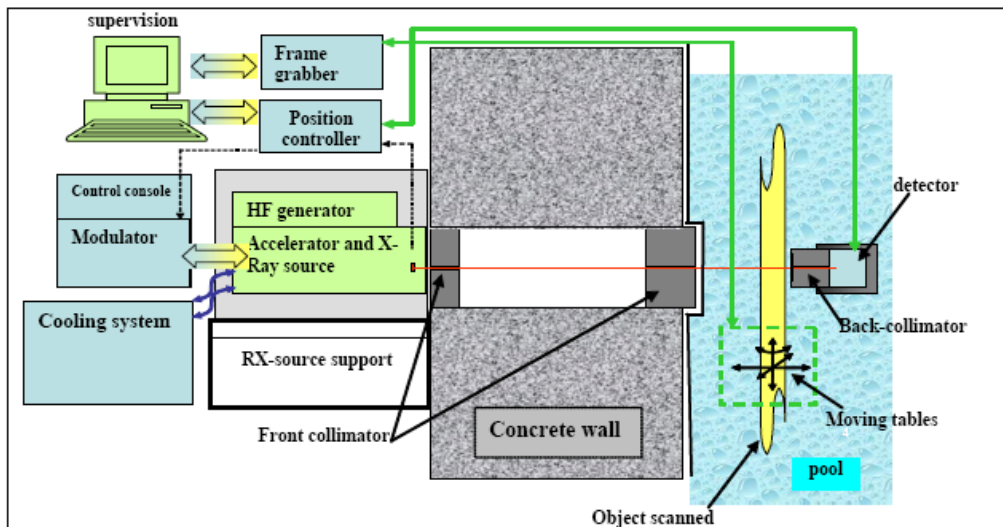 supervision
Frame
grabber
Position
controller
Control console
Modulator
HF generator
Accelerator and X-
Ray source
Cooling system
RX-source support
Front collimator
Concrete wall
detector
Back-collimator
Moving tables
pool
Object scanned